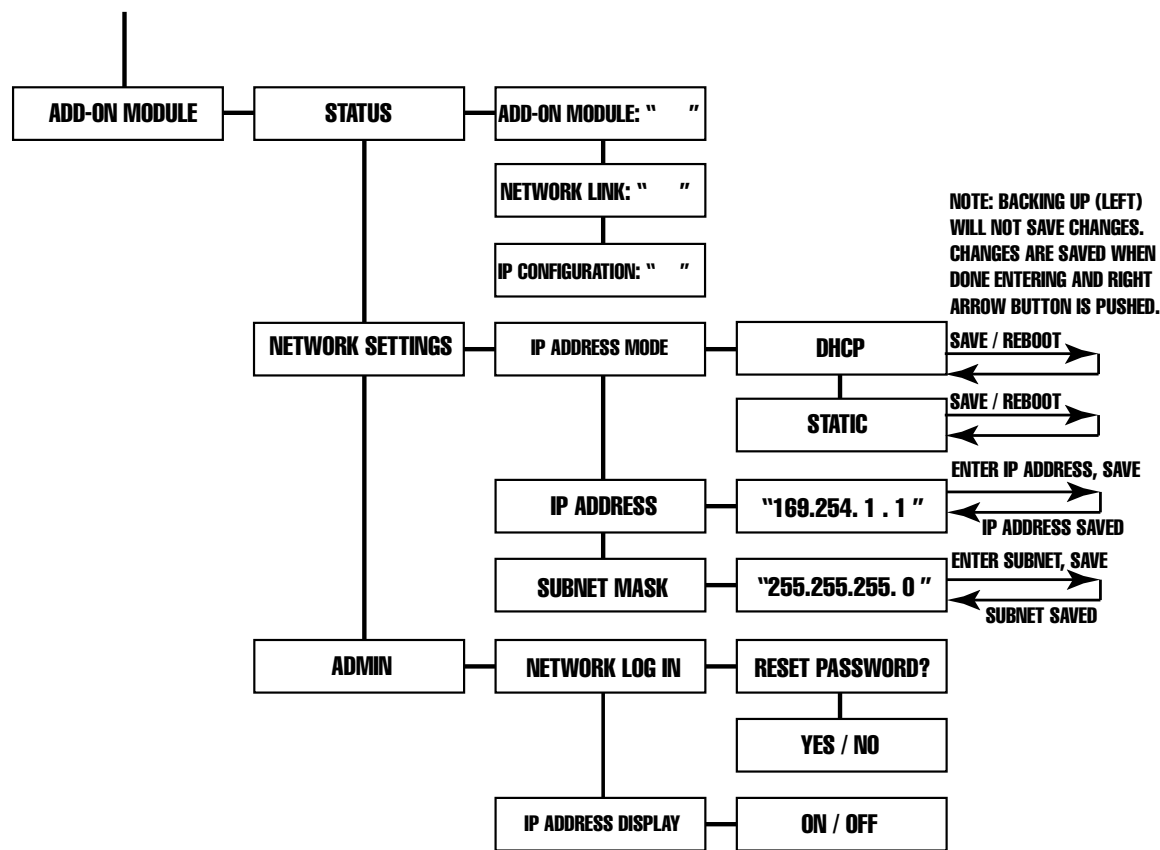 ADD-ON MODULE
STATUS
ADD-ON MODULE: “ ”
NETWORK LINK: “ ”
IP CONFIGURATION: “ ”
NOTE: BACKING UP (LEFT)
WILL NOT SAVE CHANGES.
CHANGES ARE SAVED WHEN
DONE ENTERING AND RIGHT
ARROW BUTTON IS PUSHED.
NETWORK SETTINGS
IP ADDRESS MODE
DHCP
SAVE / REBOOT
STATIC
SAVE / REBOOT
IP ADDRESS
“169.254. 1 . 1 ”
ENTER IP ADDRESS, SAVE
IP ADDRESS SAVED
SUBNET MASK
“255.255.255. 0 ”
ENTER SUBNET, SAVE
SUBNET SAVED
ADMIN
NETWORK LOG IN
RESET PASSWORD?
YES / NO
IP ADDRESS DISPLAY
ON / OFF